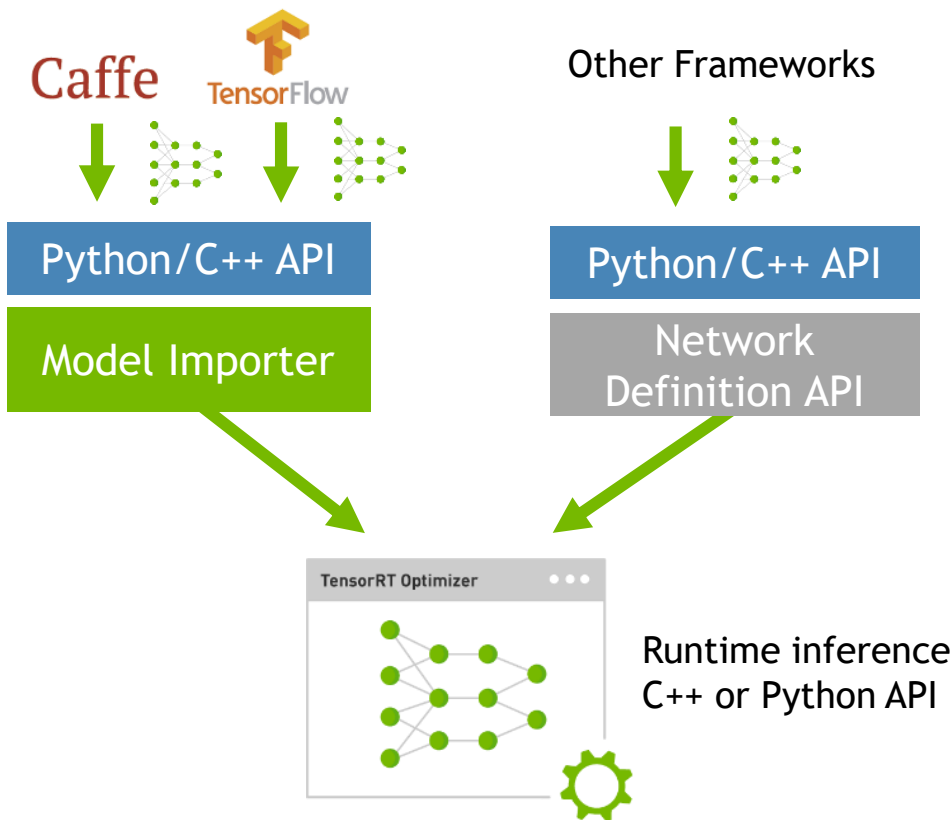 Caffe
TensorFlow
Other Frameworks
Python/C++ API
Python/C++ API
Model Importer
Network
Definition API
TensorRT Optimizer
Runtime inference
C++ or Python API